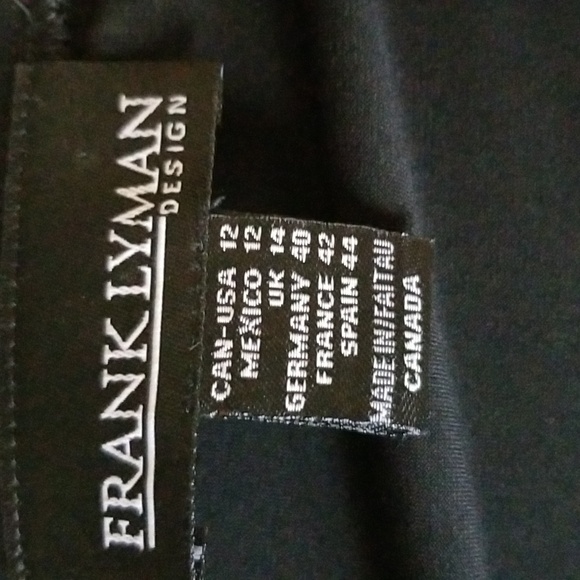 FRANK LYMAN
DESIGN
CAN-USA 12
MEXICO 12
UK 14
GERMANY 40
FRANCE 42
SPAIN 44
MADE IN/FAIT AU
CANADA